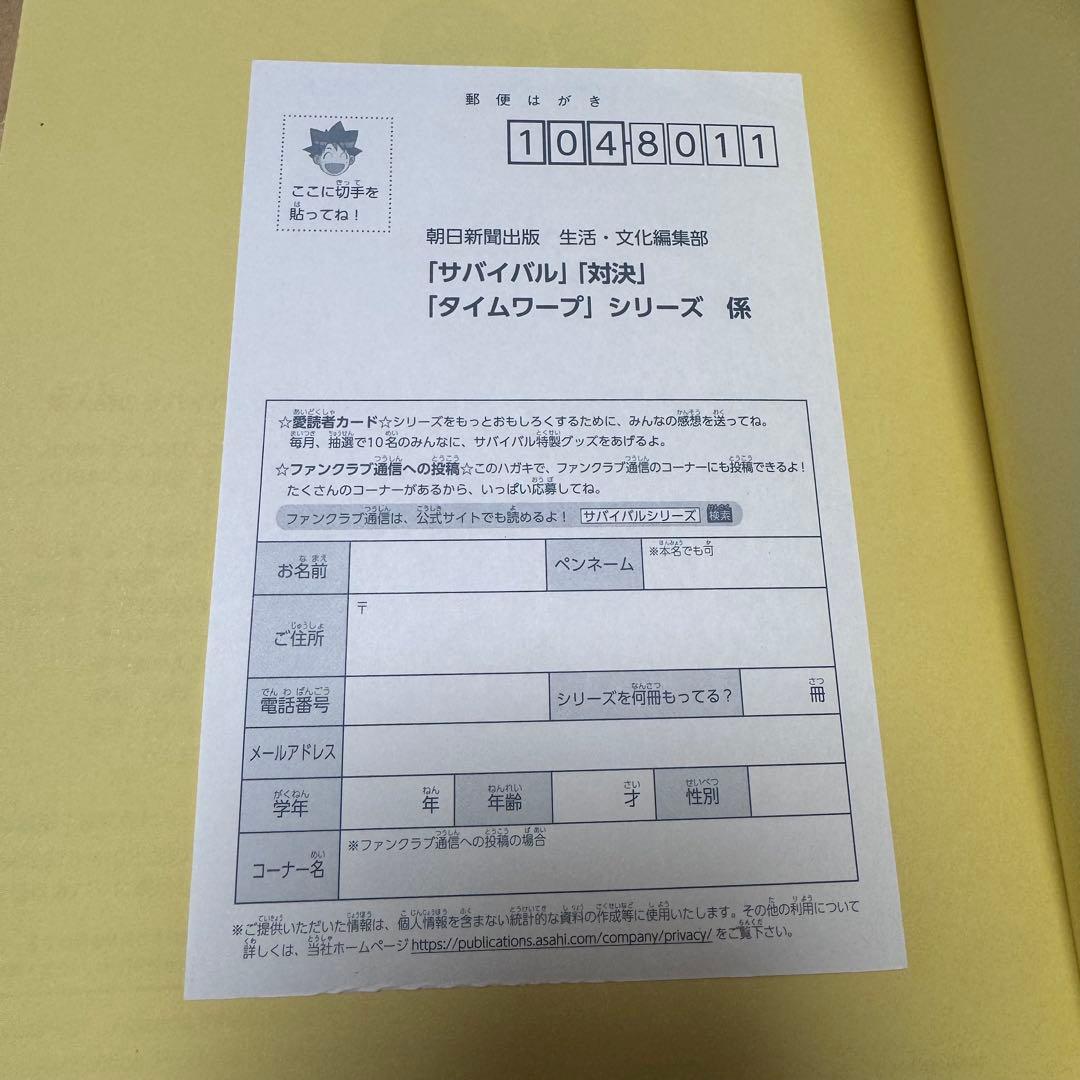 郵便はがき
1048011
ここに切手を
貼ってね！
朝日新聞出版　生活・文化編集部
「サバイバル」「対決」
「タイムワープ」シリーズ　係
☆愛読者カード☆シリーズをもっとおもしろくするために、みんなの感想を送ってね。
毎月、抽選で10名のみんなに、サバイバル特製グッズをあげるよ。
☆ファンクラブ通信への投稿☆このハガキで、ファンクラブ通信のコーナーにも投稿できるよ！
たくさんのコーナーがあるから、いっぱい応募してね。
ファンクラブ通信は、公式サイトでも読めるよ！ サバイバルシリーズ 検索
お名前 ペンネーム ※本名でも可
ご住所 〒
電話番号 シリーズを何冊もってる？ 冊
メールアドレス
学年 年 年齢 才 性別
コーナー名 ※ファンクラブ通信への投稿の場合
※ご提供いただいた情報は、個人情報を含まない統計的な資料の作成等に使用いたします。その他の利用について
詳しくは、当社ホームページhttps://publications.asahi.com/company/privacy/をご覧下さい。